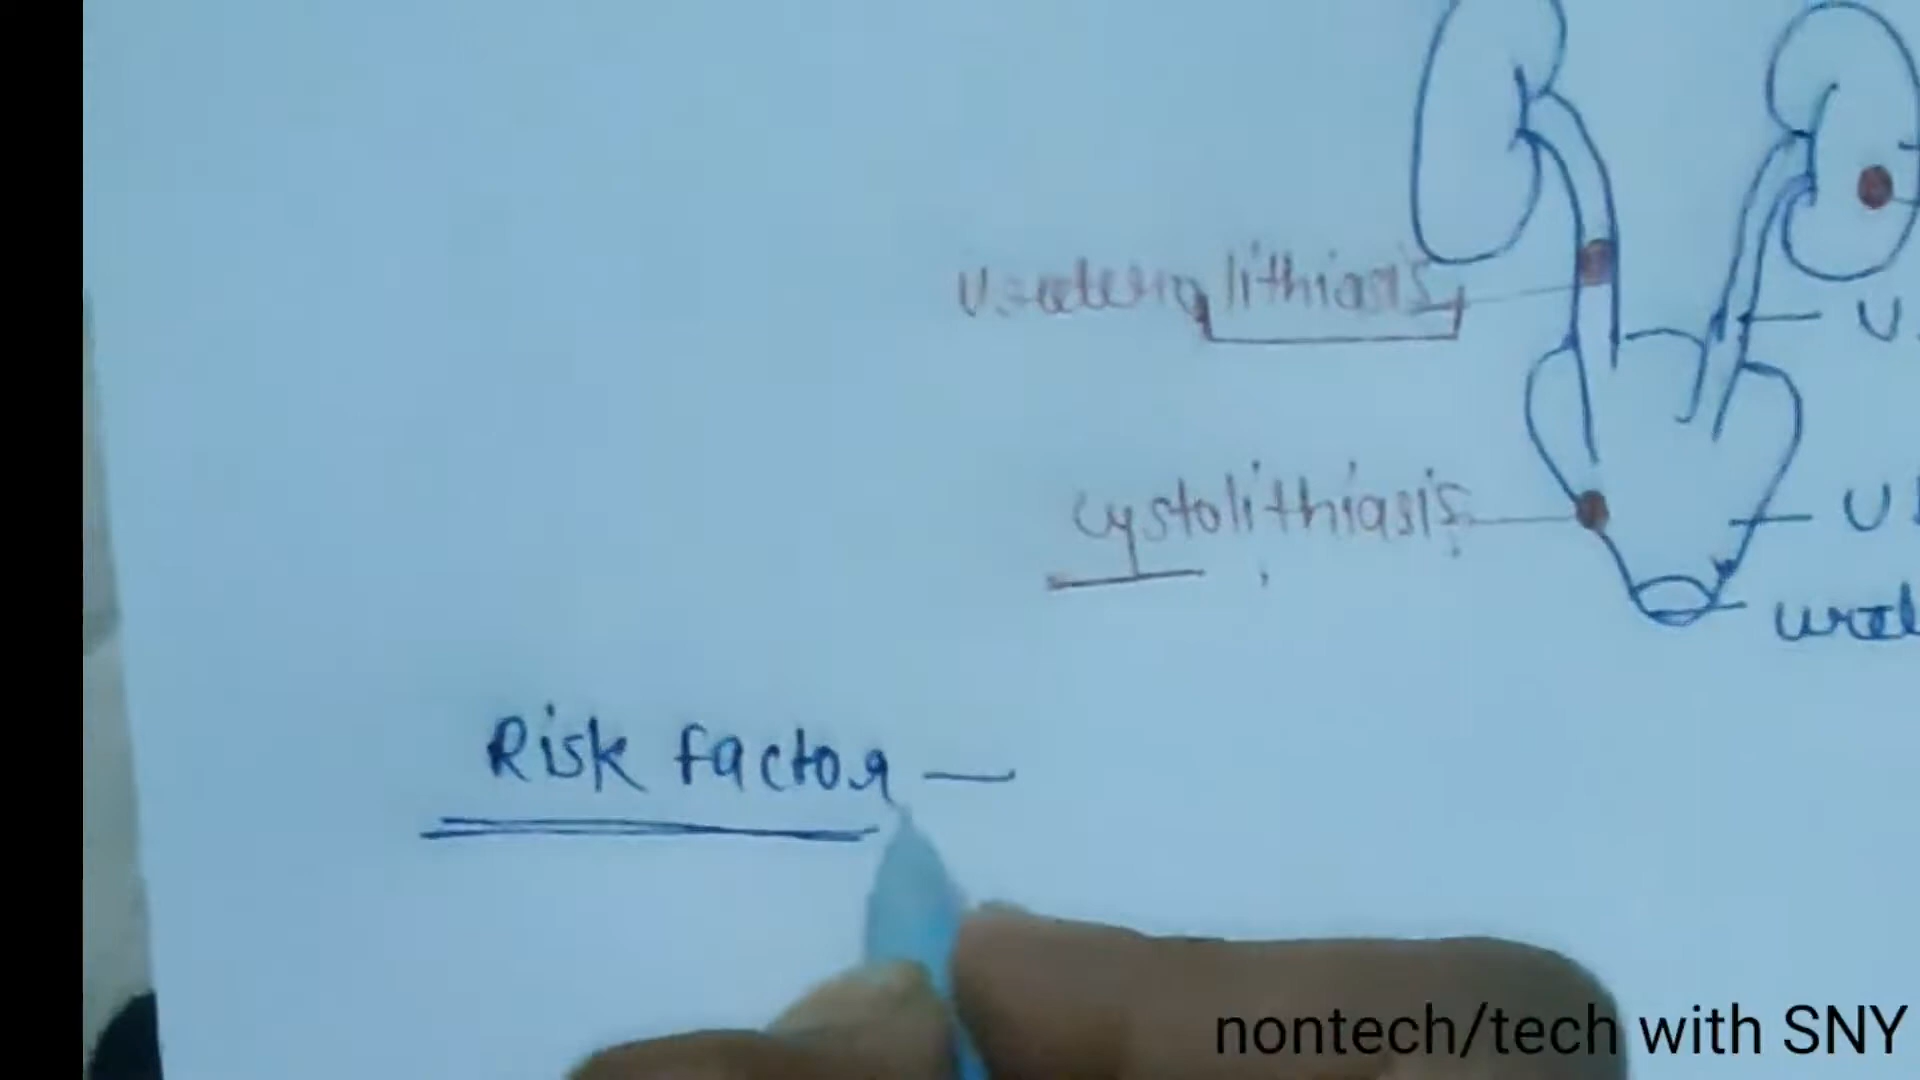 lithiasis
U
cystolithiasis
U
Risk factor —
nontech/tech with SNY